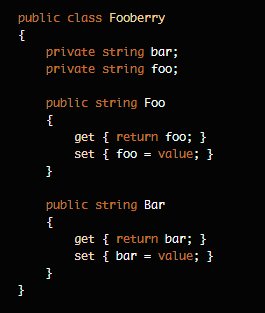 public class Fooberry
{
    private string bar;
    private string foo;

    public string Foo
    {
        get { return foo; }
        set { foo = value; }
    }

    public string Bar
    {
        get { return bar; }
        set { bar = value; }
    }
}